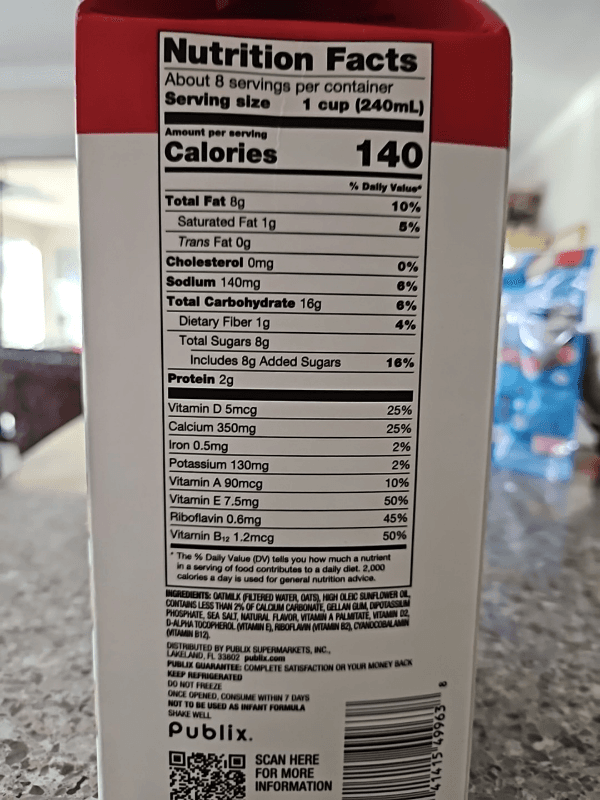 Nutrition Facts
About 8 servings per container
Serving size 1 cup (240mL)
Amount per serving
Calories 140
% Daily Value*
Total Fat 8g 10%
Saturated Fat 1g 5%
Trans Fat 0g
Cholesterol 0mg 0%
Sodium 140mg 6%
Total Carbohydrate 16g 6%
Dietary Fiber 1g 4%
Total Sugars 8g
Includes 8g Added Sugars 16%
Protein 2g
Vitamin D 5mcg 25%
Calcium 350mg 25%
Iron 0.5mg 2%
Potassium 130mg 2%
Vitamin A 90mcg 10%
Vitamin E 7.5mg 50%
Riboflavin 0.6mg 45%
Vitamin B12 1.2mcg 50%
* The % Daily Value (DV) tells you how much a nutrient
in a serving of food contributes to a daily diet. 2,000
calories a day is used for general nutrition advice.
INGREDIENTS: OATMILK (FILTERED WATER, OATS), HIGH OLEIC SUNFLOWER OIL,
CONTAINS LESS THAN 2% OF CALCIUM CARBONATE, GELLAN GUM, DIPOTASSIUM
PHOSPHATE, SEA SALT, NATURAL FLAVOR, VITAMIN A PALMITATE, VITAMIN D2,
D-ALPHA TOCOPHEROL (VITAMIN E), RIBOFLAVIN (VITAMIN B2), CYANOCOBALAMIN
(VITAMIN B12).
DISTRIBUTED BY PUBLIX SUPERMARKETS, INC.,
LAKELAND, FL 33802 publix.com
PUBLIX GUARANTEE: COMPLETE SATISFACTION OR YOUR MONEY BACK
KEEP REFRIGERATED
DO NOT FREEZE
ONCE OPENED, CONSUME WITHIN 7 DAYS
NOT TO BE USED AS INFANT FORMULA
SHAKE WELL
Publix.
SCAN HERE
FOR MORE
INFORMATION
41415 49963 8